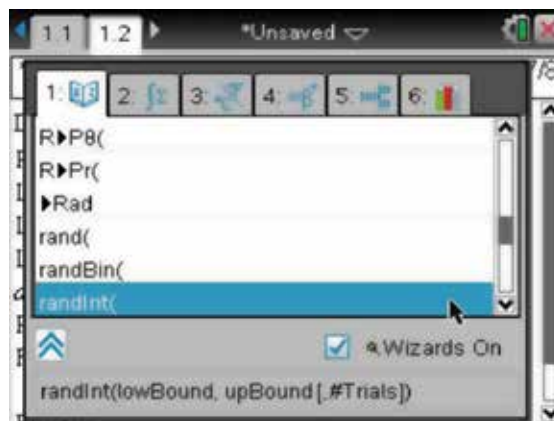 1.1 1.2 *Unsaved
1: 2: 3: 4: 5: 6:
R▶Pθ(
R▶Pr(
▶Rad
rand(
randBin(
randInt(
Wizards On
randInt(lowBound, upBound [,#Trials])